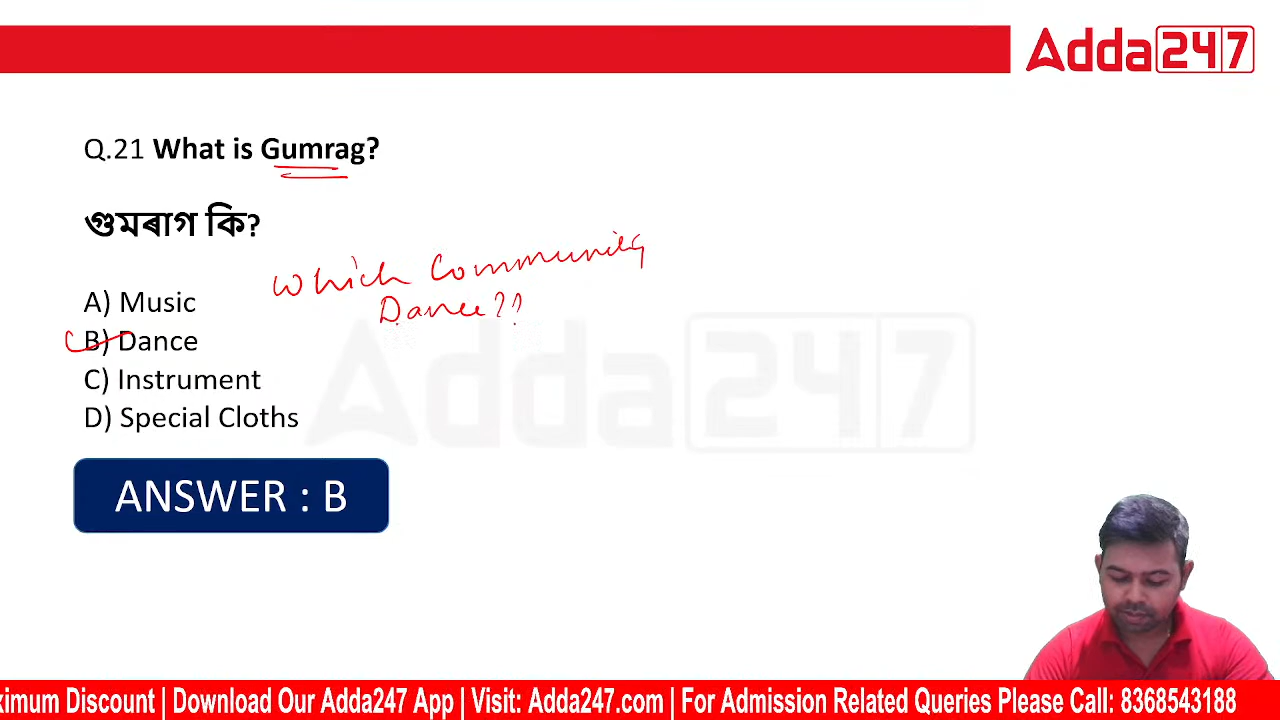 Adda247
Q.21 What is Gumrag?
গুমৰাগ কি?
Which Community
Dance??
A) Music
B) Dance
C) Instrument
D) Special Cloths
Adda247
ANSWER : B
Discount | Download Our Adda247 App | Visit: Adda247.com | For Admission Related Queries Please Call: 8368543188